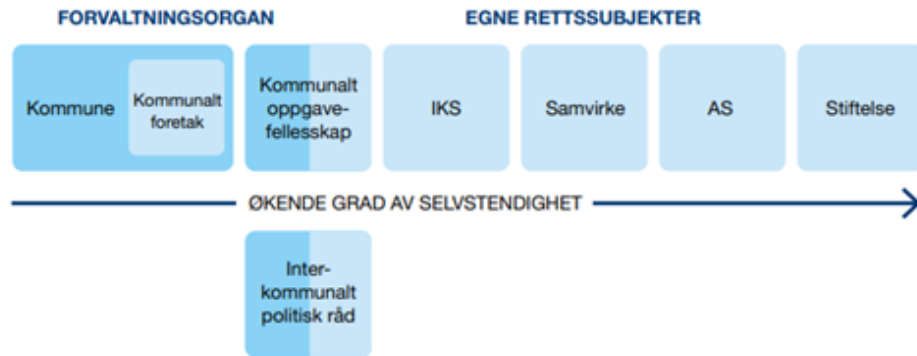 FORVALTNINGSORGAN
EGNE RETTSSUBJEKTER
Kommune
Kommunalt
foretak
Kommunalt
oppgave-
fellesskap
IKS
Samvirke
AS
Stiftelse
ØKENDE GRAD AV SELVSTENDIGHET
Inter-
kommunalt
politisk råd